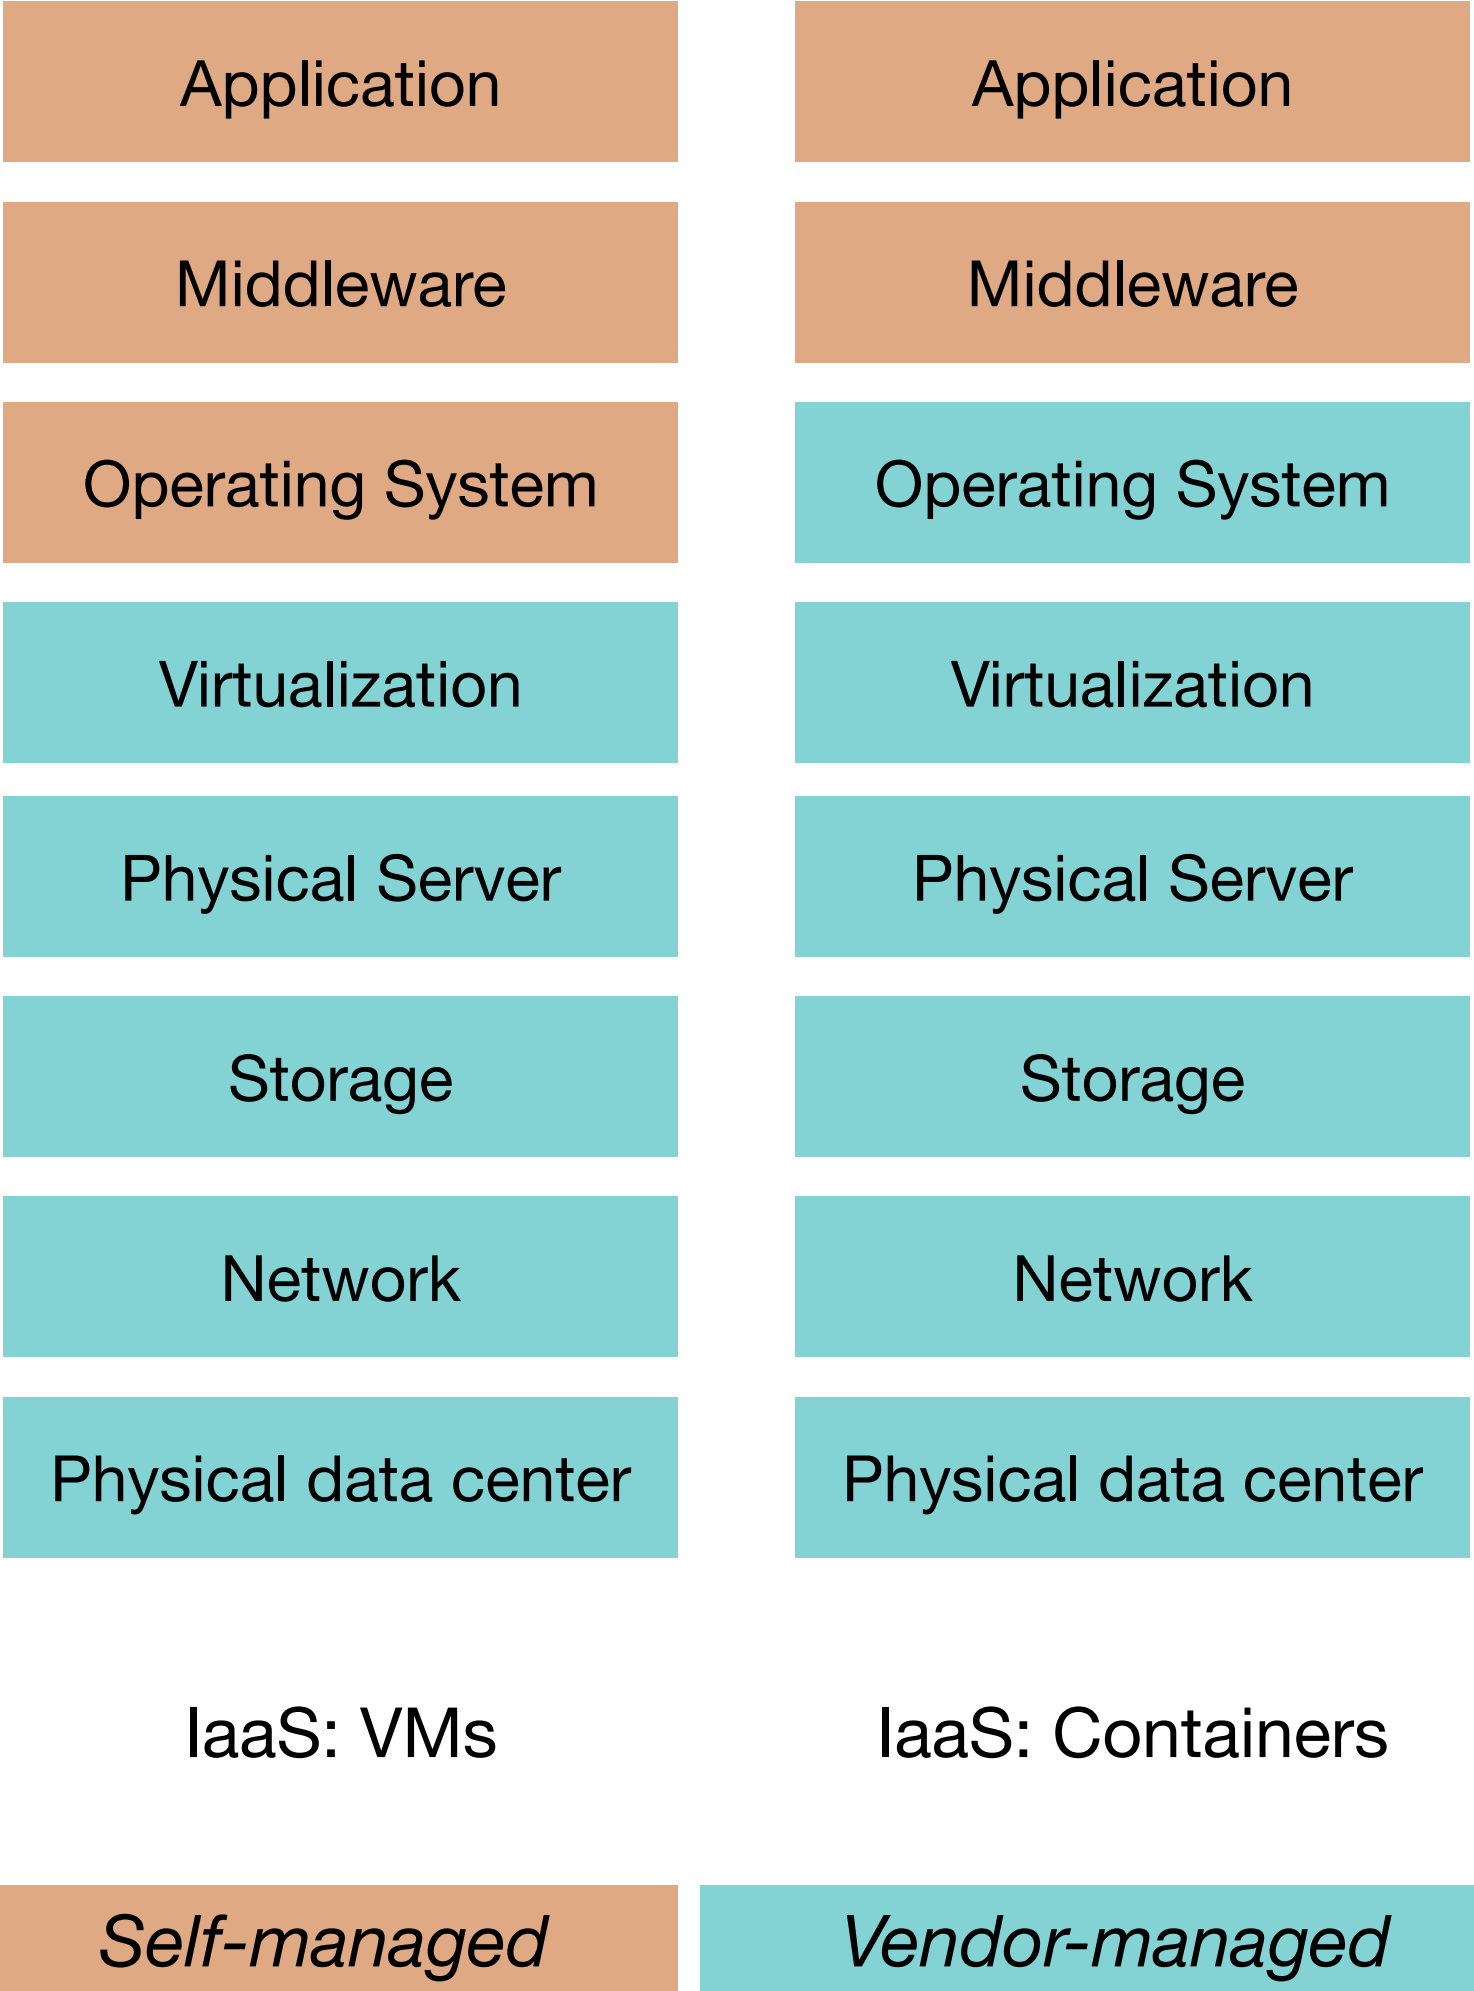 Application
Application
Middleware
Middleware
Operating System
Operating System
Virtualization
Virtualization
Physical Server
Physical Server
Storage
Storage
Network
Network
Physical data center
Physical data center
IaaS: VMs
IaaS: Containers
Self-managed
Vendor-managed